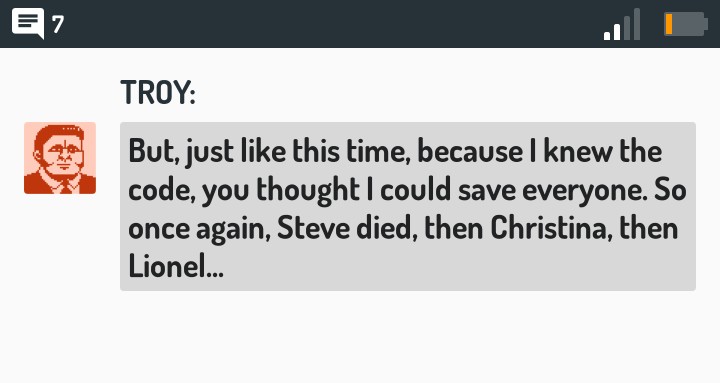 7
TROY:
But, just like this time, because I knew the
code, you thought I could save everyone. So
once again, Steve died, then Christina, then
Lionel...